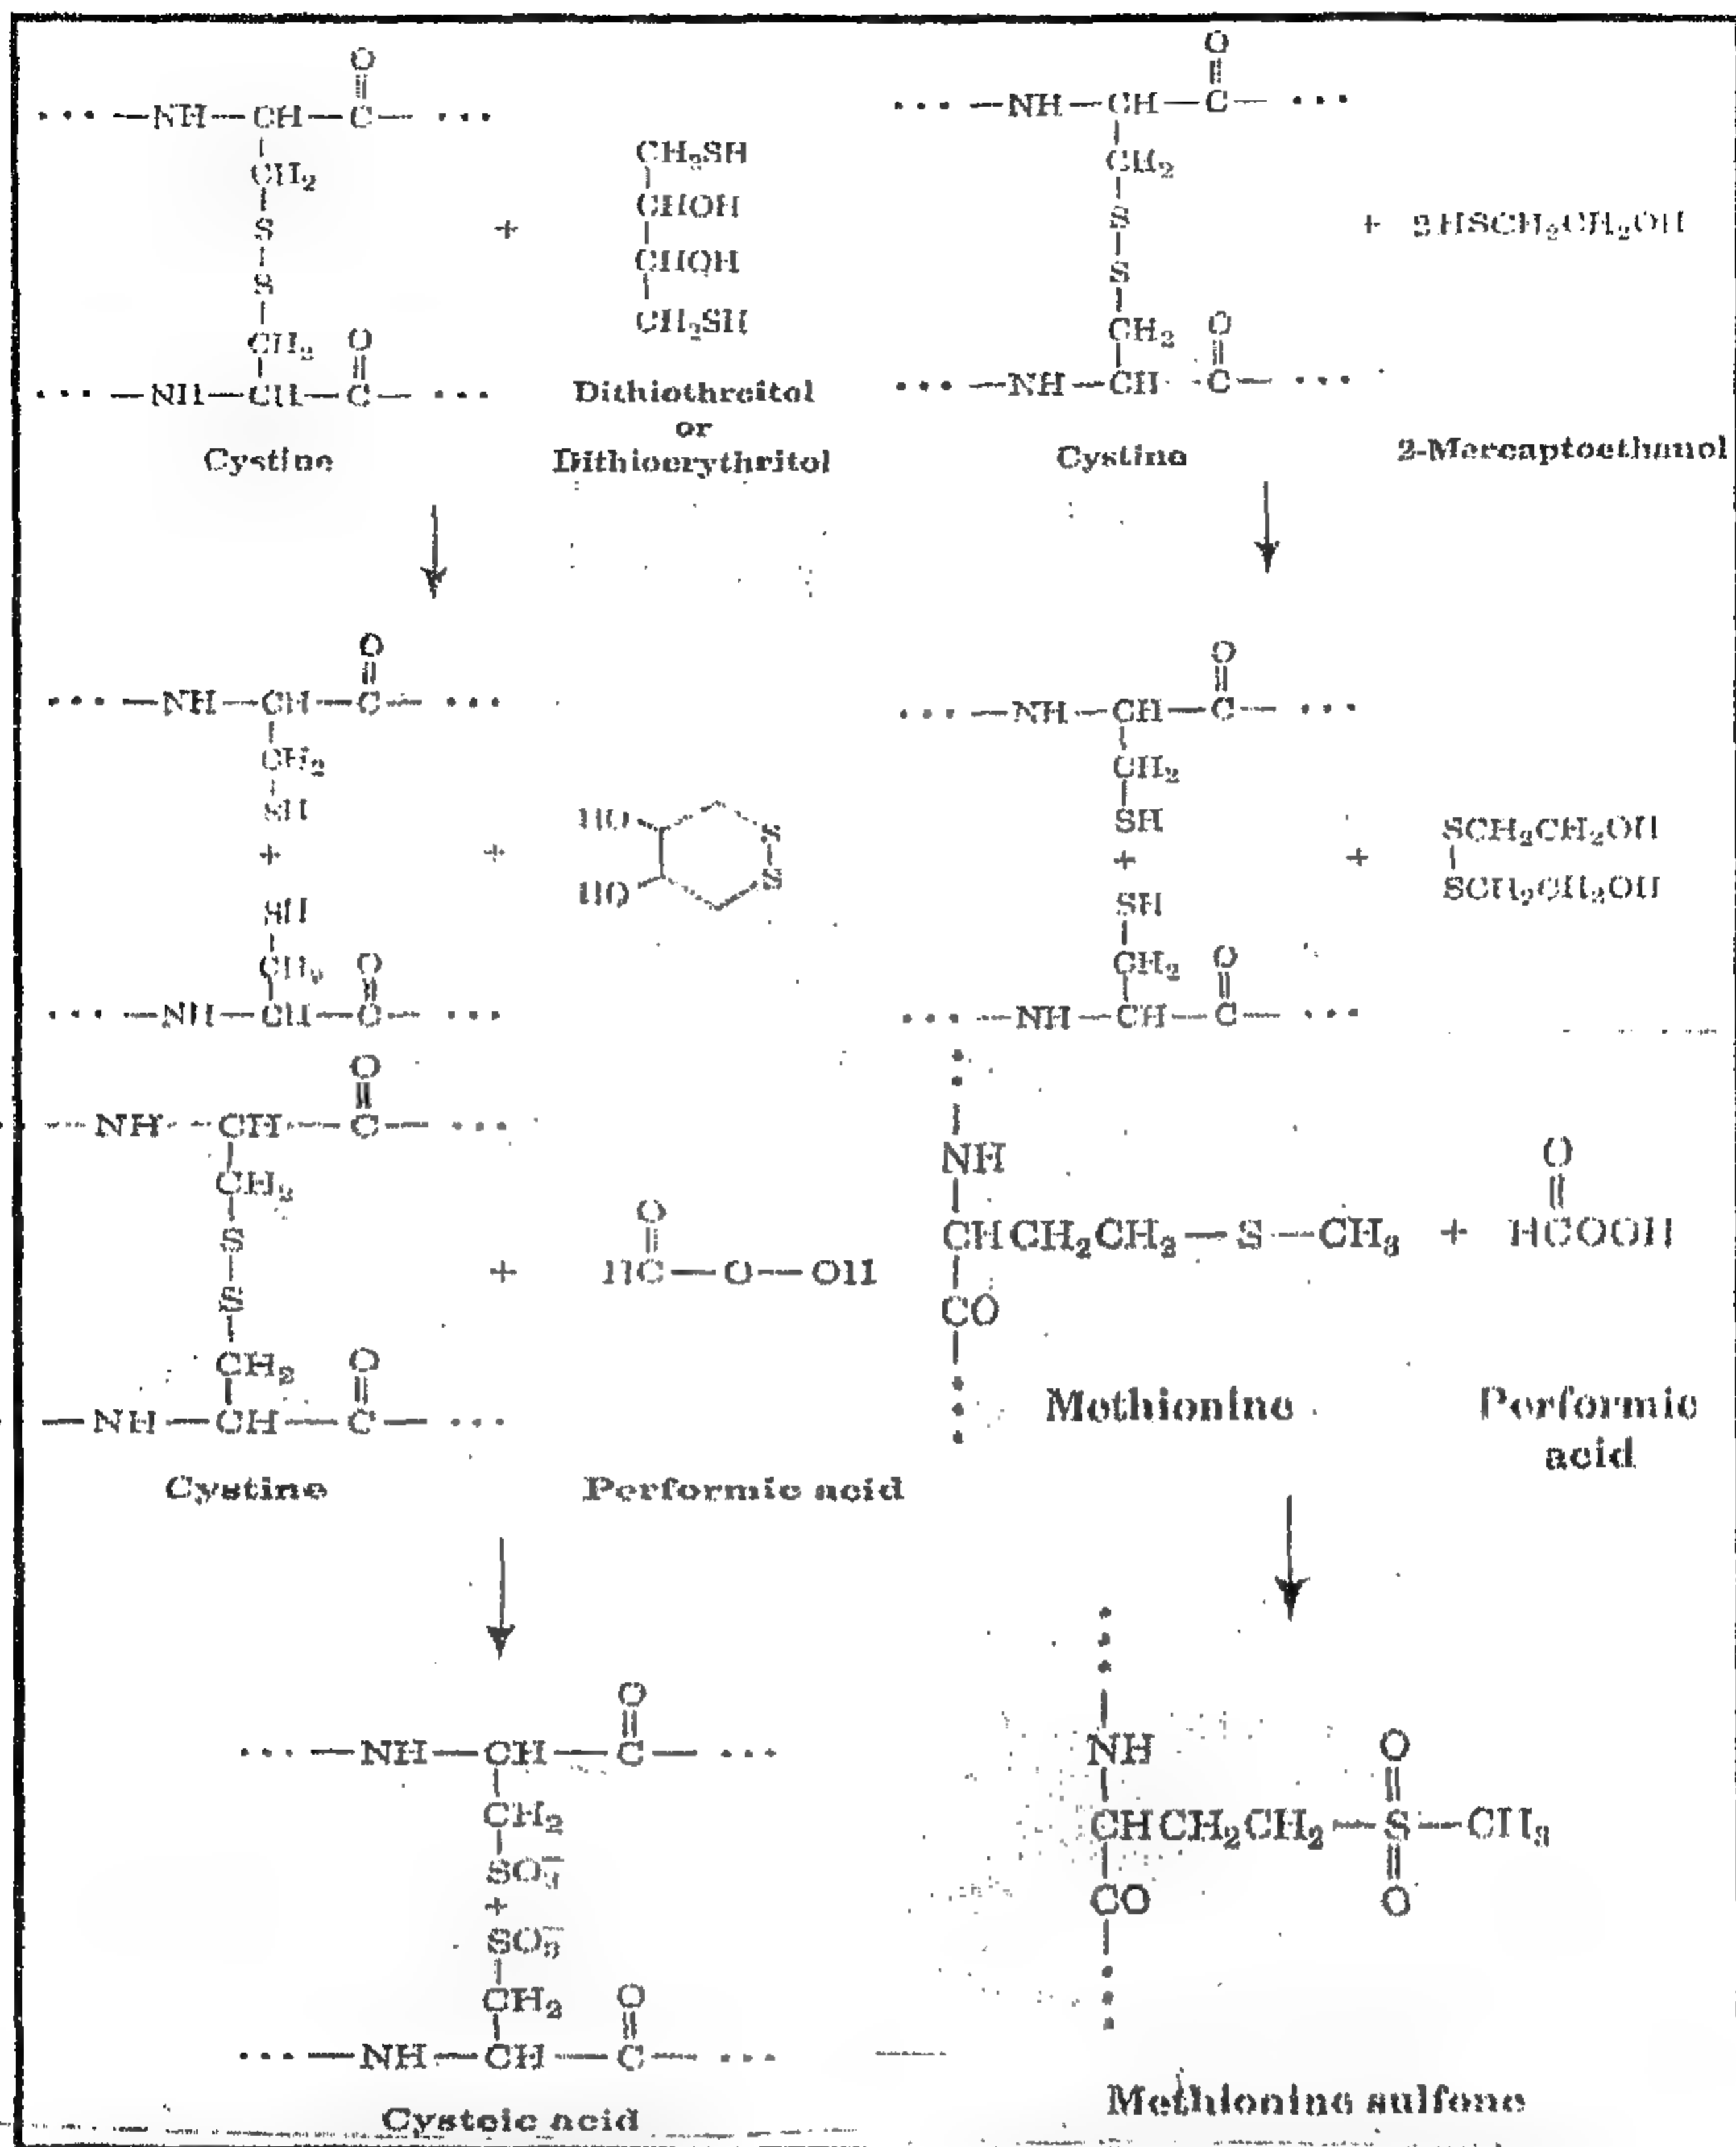 O O
··· —NH—CH—C— ··· ··· —NH—CH—C— ···
CH₂ CH₂SH CH₂
S CHOH S
+ + 2HSCH₂CH₂OH
S CHOH S
CH₂ O CH₂SH CH₂ O
··· —NH—CH—C— ··· ··· —NH—CH—C— ···
Dithiothreitol
or
Cystine Dithioerythritol Cystine 2-Mercaptoethanol
O O
··· —NH—CH—C— ··· ··· —NH—CH—C— ···
CH₂ CH₂
SH HO S SH SCH₂CH₂OH
+ + + +
SH HO S SH SCH₂CH₂OH
CH₂ O CH₂ O
··· —NH—CH—C— ··· ··· —NH—CH—C— ···
O
—NH—CH—C— ···
CH₂ NH O
S CHCH₂CH₂—S—CH₃ + HCOOH
O
+ HC—O—OH
S CO
CH₂ O
—NH—CH—C— ··· Methionine Performic
acid
Cystine Performic acid
O
··· —NH—CH—C— ··· NH O
CH₂ CHCH₂CH₂—S—CH₃
SO₃⁻ CO O
+
SO₃⁻
CH₂ O
··· —NH—CH—C— ···
Cysteic acid Methionine sulfone